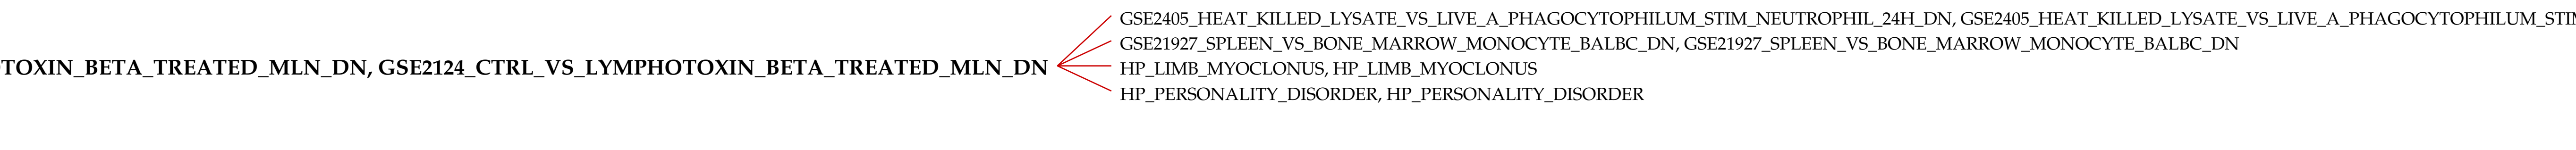 GSE2405_HEAT_KILLED_LYSATE_VS_LIVE_A_PHAGOCYTOPHILUM_STIM_NEUTROPHIL_24H_DN, GSE2405_HEAT_KILLED_LYSATE_VS_LIVE_A_PHAGOCYTOPHILUM_STIM
GSE21927_SPLEEN_VS_BONE_MARROW_MONOCYTE_BALBC_DN, GSE21927_SPLEEN_VS_BONE_MARROW_MONOCYTE_BALBC_DN
TOXIN_BETA_TREATED_MLN_DN, GSE2124_CTRL_VS_LYMPHOTOXIN_BETA_TREATED_MLN_DN
HP_LIMB_MYOCLONUS, HP_LIMB_MYOCLONUS
HP_PERSONALITY_DISORDER, HP_PERSONALITY_DISORDER